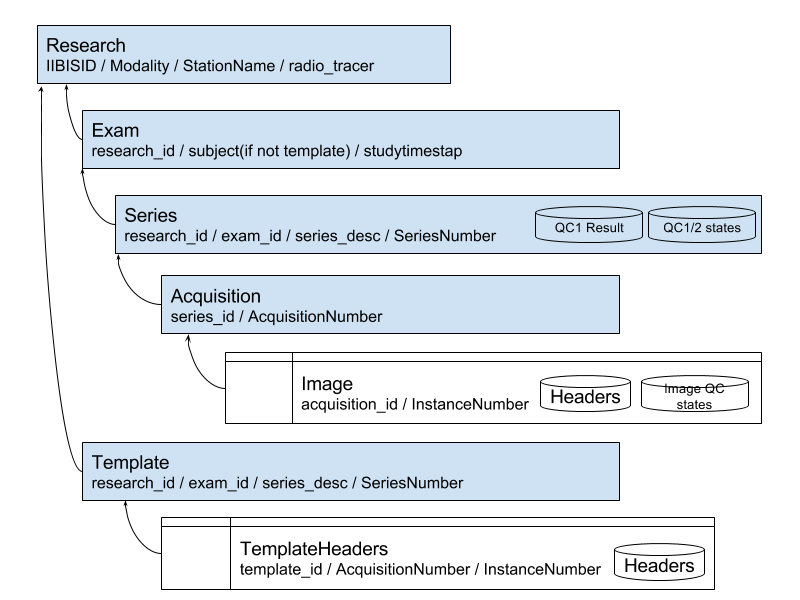 Research
IIBISID / Modality / StationName / radio_tracer
Exam
research_id / subject(if not template) / studytimestap
Series
research_id / exam_id / series_desc / SeriesNumber
QC1 Result
QC1/2 states
Acquisition
series_id / AcquisitionNumber
Image
acquisition_id / InstanceNumber
Headers
Image QC
states
Template
research_id / exam_id / series_desc / SeriesNumber
TemplateHeaders
template_id / AcquisitionNumber / InstanceNumber
Headers